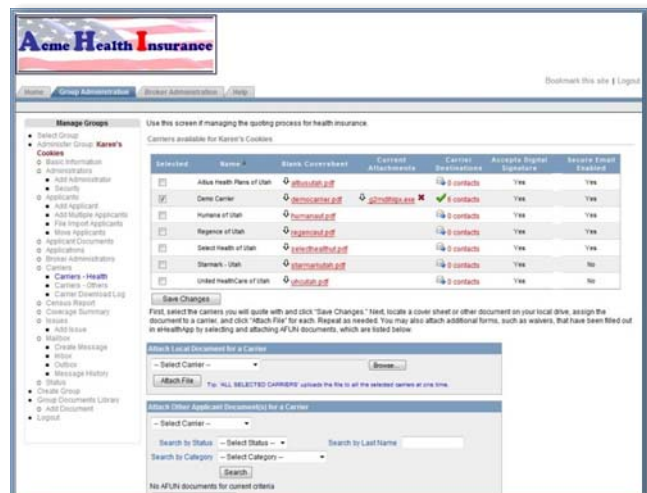 Acme Health Insurance
Bookmark this site | Logout
Home
Group Administration
Broker Administration
Help
Manage Groups
Select Group
Administer Group: Karen's Cookies
Basic Information
Administrators
Add Administrator
Security
Applicants
Add Applicant
Add Multiple Applicants
File Import Applicants
Move Applicants
Applicant Documents
Applications
Broker Administrators
Carriers
Carriers - Health
Carriers - Others
Carrier Download Log
Census Report
Coverage Summary
Issues
Add Issue
Mailbox
Create Message
Inbox
Outbox
Message History
Status
Create Group
Group Documents Library
Add Document
Logout
Use this screen if managing the quoting process for health insurance.
Carriers available for Karen's Cookies
Selected Name Blank Coversheet Current Attachments Carrier Destinations Accepts Digital Signature Secure Email Enabled
Altius Health Plans of Utah altiusutah.pdf 0 contacts Yes Yes
Demo Carrier democarrier.pdf g2mdlhlpx.exe 6 contacts Yes Yes
Humana of Utah humanaut.pdf 0 contacts Yes Yes
Regence of Utah regenceut.pdf 0 contacts Yes Yes
Select Health of Utah selecthealthut.pdf 0 contacts Yes Yes
Starmark - Utah starmarkutah.pdf 0 contacts Yes No
United HealthCare of Utah uhcutah.pdf 0 contacts Yes No
Save Changes
First, select the carriers you will quote with and click "Save Changes." Next, locate a cover sheet or other document on your local drive, assign the
document to a carrier, and click "Attach File" for each. Repeat as needed. You may also attach additional forms, such as waivers, that have been filled out
in eHealthApp by selecting and attaching AFUN documents, which are listed below.
Attach Local Document for a Carrier
-- Select Carrier --
Browse...
Attach File Tip: 'ALL SELECTED CARRIERS' uploads the file to all the selected carriers at one time.
Attach Other Applicant Document(s) for a Carrier
-- Select Carrier --
Search by Status -- Select Status -- Search by Last Name
Search by Category -- Select Category --
Search
No AFUN documents for current criteria